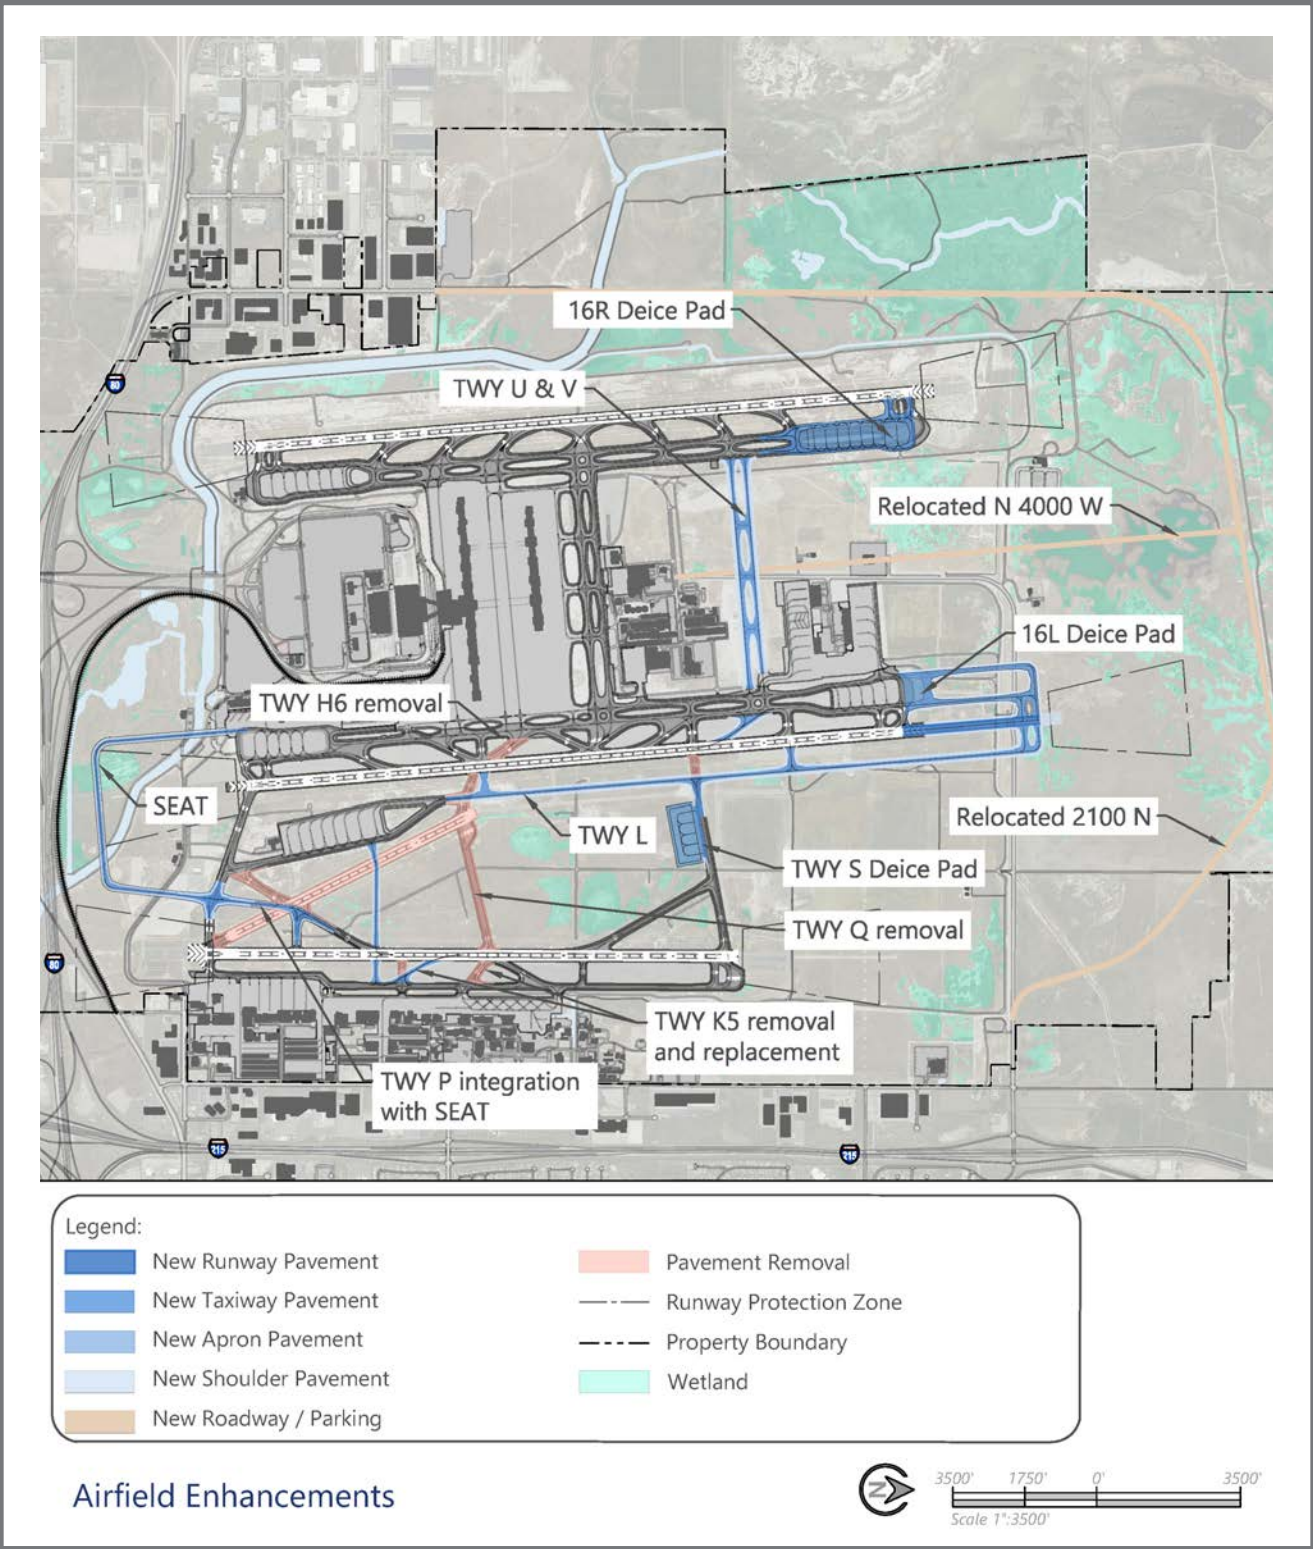 16R Deice Pad
TWY U & V
80
Relocated N 4000 W
16L Deice Pad
TWY H6 removal
SEAT
TWY L
Relocated 2100 N
TWY S Deice Pad
TWY Q removal
80
TWY K5 removal
and replacement
TWY P integration
with SEAT
215
215
Legend:
New Runway Pavement
New Taxiway Pavement
New Apron Pavement
New Shoulder Pavement
New Roadway / Parking
Pavement Removal
Runway Protection Zone
Property Boundary
Wetland
Airfield Enhancements
N
3500' 1750' 0' 3500'
Scale 1":3500'